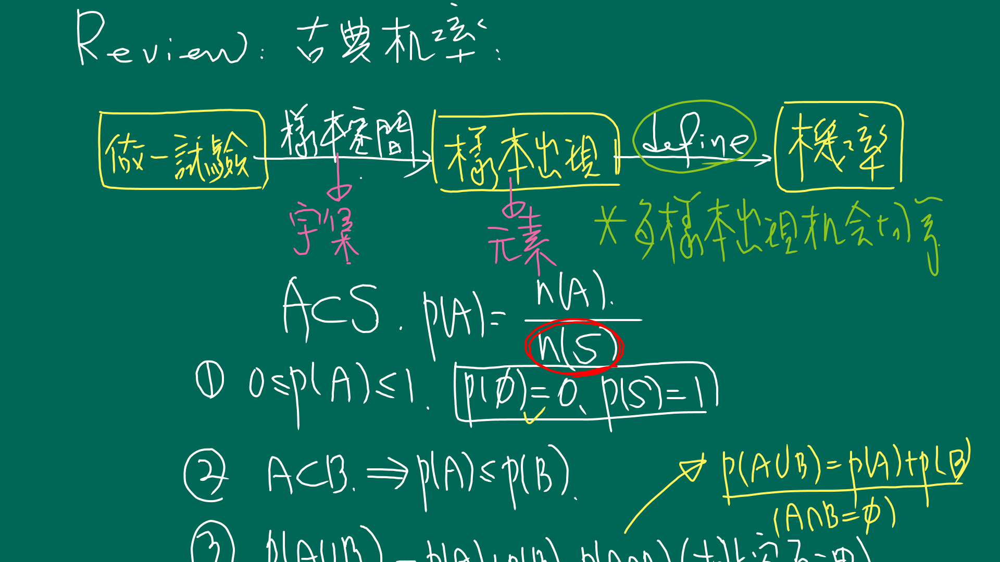 Review: 古典机率:
做一試驗 樣本空間 樣本出現 define 機率
字集 元素 *每樣本出現机会均等
A⊂S. p(A)= n(A) / n(S)
① 0≤p(A)≤1. p(∅)=0、p(S)=1
② A⊂B. ⟹ p(A)≤p(B).
p(A∪B)=p(A)+p(B)
(A∩B=∅)
③ p(A∪B)=p(A)+p(B)-p(A∩B)